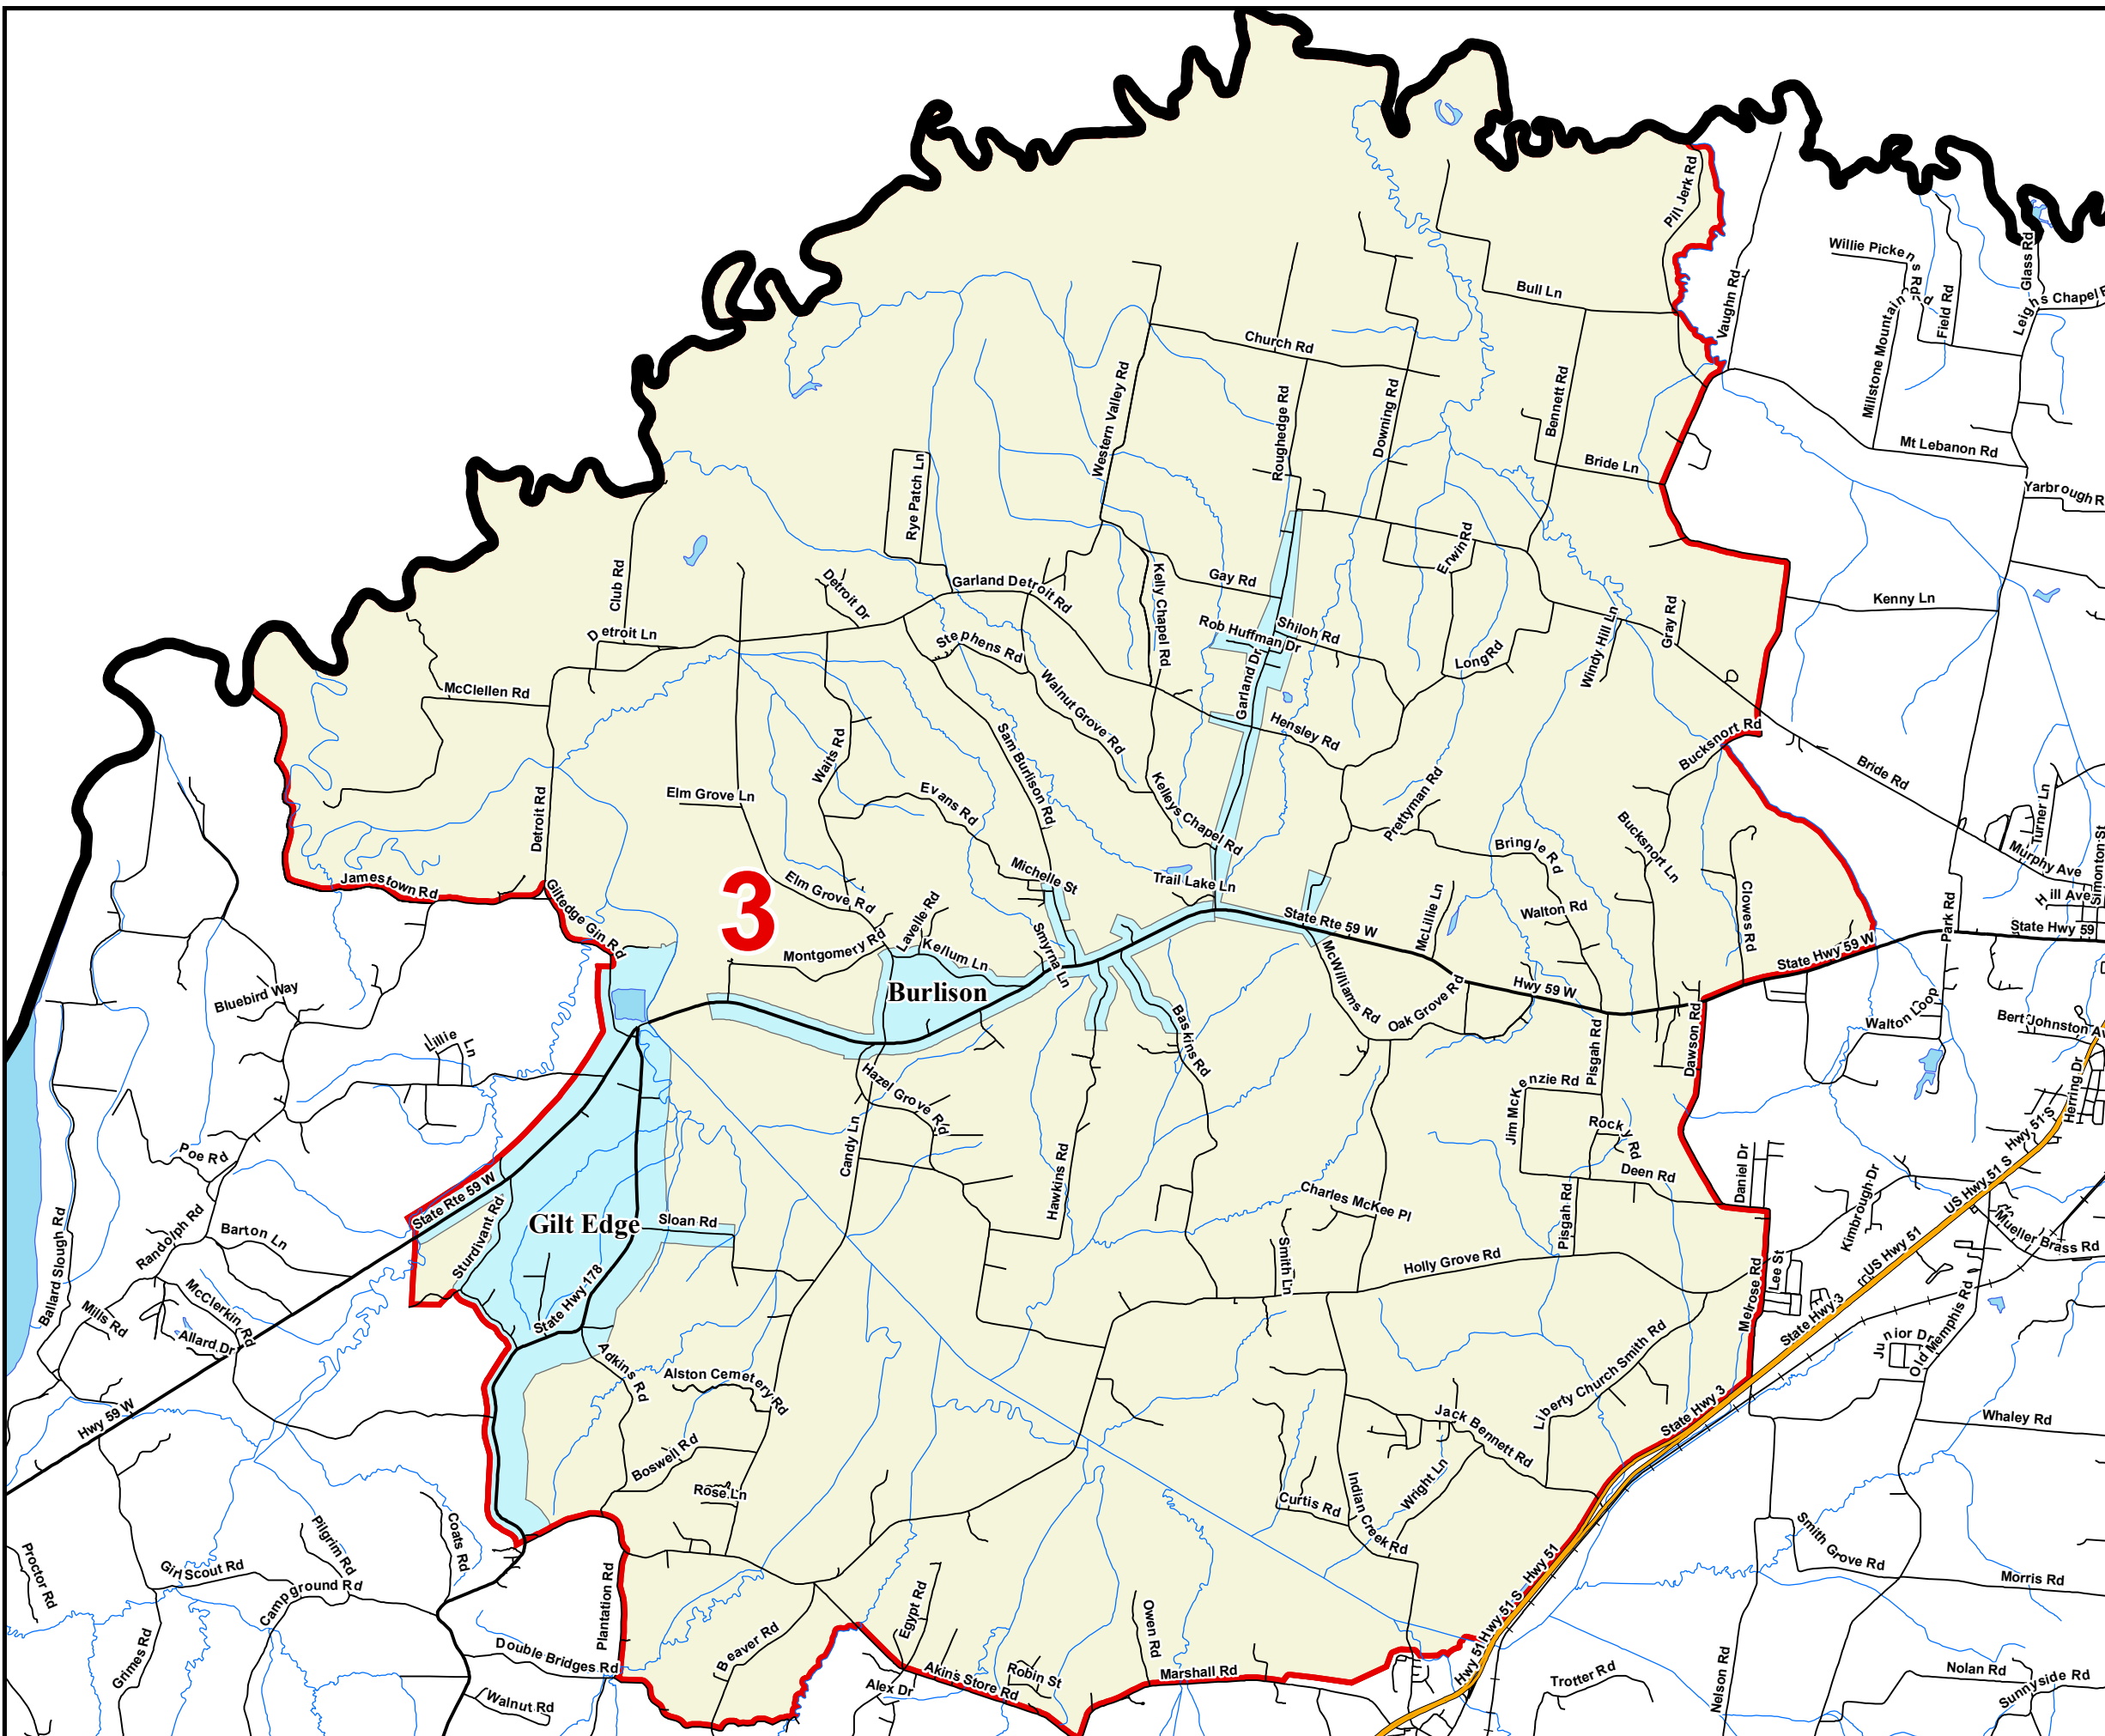 Pill Jerk Rd
Willie Pickens Rd
Glass Rd
Leighs Chapel R
Field Rd
Vaughn Rd
Millstone Mountain Rd
Bull Ln
Church Rd
Western Valley Rd
Roughedge Rd
Downing Rd
Bennett Rd
Mt Lebanon Rd
Bride Ln
Rye Patch Ln
Yarbrough R
Erwin Rd
Club Rd
Detroit Dr
Garland Detroit Rd
Kelly Chapel Rd
Gay Rd
Kenny Ln
Detroit Ln
Stephens Rd
Rob Huffman Dr
Shiloh Rd
Long Rd
Windy Hill Ln
Gray Rd
McClellen Rd
Walnut Grove Rd
Garland Dr
Hensley Rd
Bucksnort Rd
Sam Burlison Rd
Waits Rd
Bride Rd
Elm Grove Ln
Evans Rd
Kelleys Chapel Rd
Prettyman Rd
Detroit Rd
Bucksnort Ln
Bringle Rd
Turner Ln
Murphy Ave
Simonton St
Hill Ave
Jamestown Rd
Giltedge Gin Rd
3
Elm Grove Rd
Michelle St
Trail Lake Ln
Lavelle Rd
Montgomery Rd
Kellum Ln
Smyrna Ln
State Rte 59 W
McLillie Ln
Walton Rd
Clowes Rd
Park Rd
State Hwy 59
State Hwy 59 W
Burlison
McWilliams Rd
Oak Grove Rd
Hwy 59 W
Bluebird Way
Lillie Ln
Baskins Rd
Dawson Rd
Walton Loop
Bert Johnston Av
Herring Dr
Hazel Grove Rd
Candy Ln
Pisgah Rd
Jim McKenzie Rd
Rocky Rd
Hwy 51 S
Poe Rd
Hawkins Rd
Deen Rd
Daniel Dr
US Hwy 51 S
Kimbrough Dr
State Rte 59 W
Sturdivant Rd
Gilt Edge
Sloan Rd
Charles McKee Pl
Pisgah Rd
Mueller Brass Rd
US Hwy 51
Ballard Slough Rd
Randolph Rd
Barton Ln
Smith Ln
Holly Grove Rd
Melrose Rd
Lee St
State Hwy 3
Old Memphis Rd
Junior Dr
McClerkin Rd
Mills Rd
Allard Dr
State Hwy 178
Adkins Rd
Alston Cemetery Rd
Liberty Church Smith Rd
State Hwy 3
Hwy 59 W
Jack Bennett Rd
Whaley Rd
Boswell Rd
Rose Ln
Wright Ln
Curtis Rd
Indian Creek Rd
Proctor Rd
Pilgrim Rd
Coats Rd
Girl Scout Rd
Campground Rd
Smith Grove Rd
Morris Rd
Hwy 51
Hwy 51 S
Hwy 51
Plantation Rd
Egypt Rd
Owen Rd
Grimes Rd
Double Bridges Rd
Beaver Rd
Akins Store Rd
Robin St
Marshall Rd
Alex Dr
Walnut Rd
Trotter Rd
Nelson Rd
Nolan Rd
Sunnyside Rd